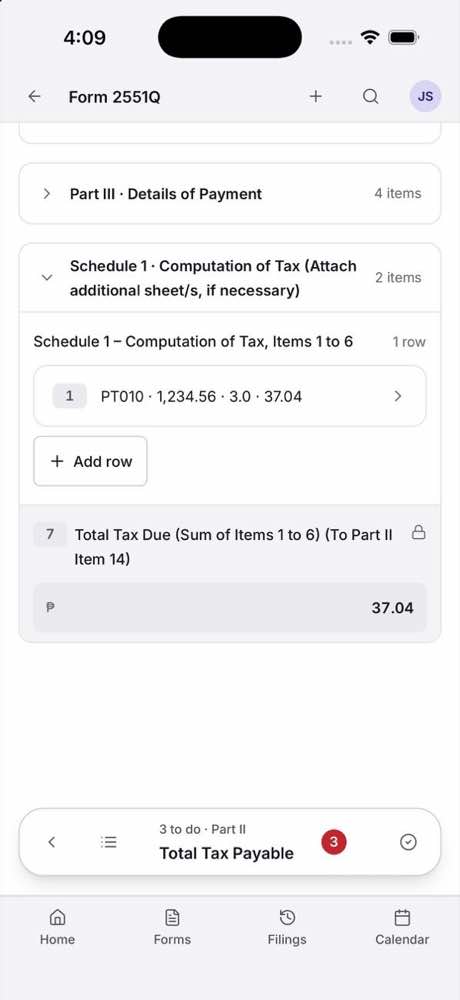 4:09
Form 2551Q
JS
Part III · Details of Payment
4 items
Schedule 1 · Computation of Tax (Attach
additional sheet/s, if necessary)
2 items
Schedule 1 – Computation of Tax, Items 1 to 6
1 row
1
PT010 · 1,234.56 · 3.0 · 37.04
+ Add row
7
Total Tax Due (Sum of Items 1 to 6) (To Part II
Item 14)
₱
37.04
3 to do · Part II
Total Tax Payable
3
Home
Forms
Filings
Calendar